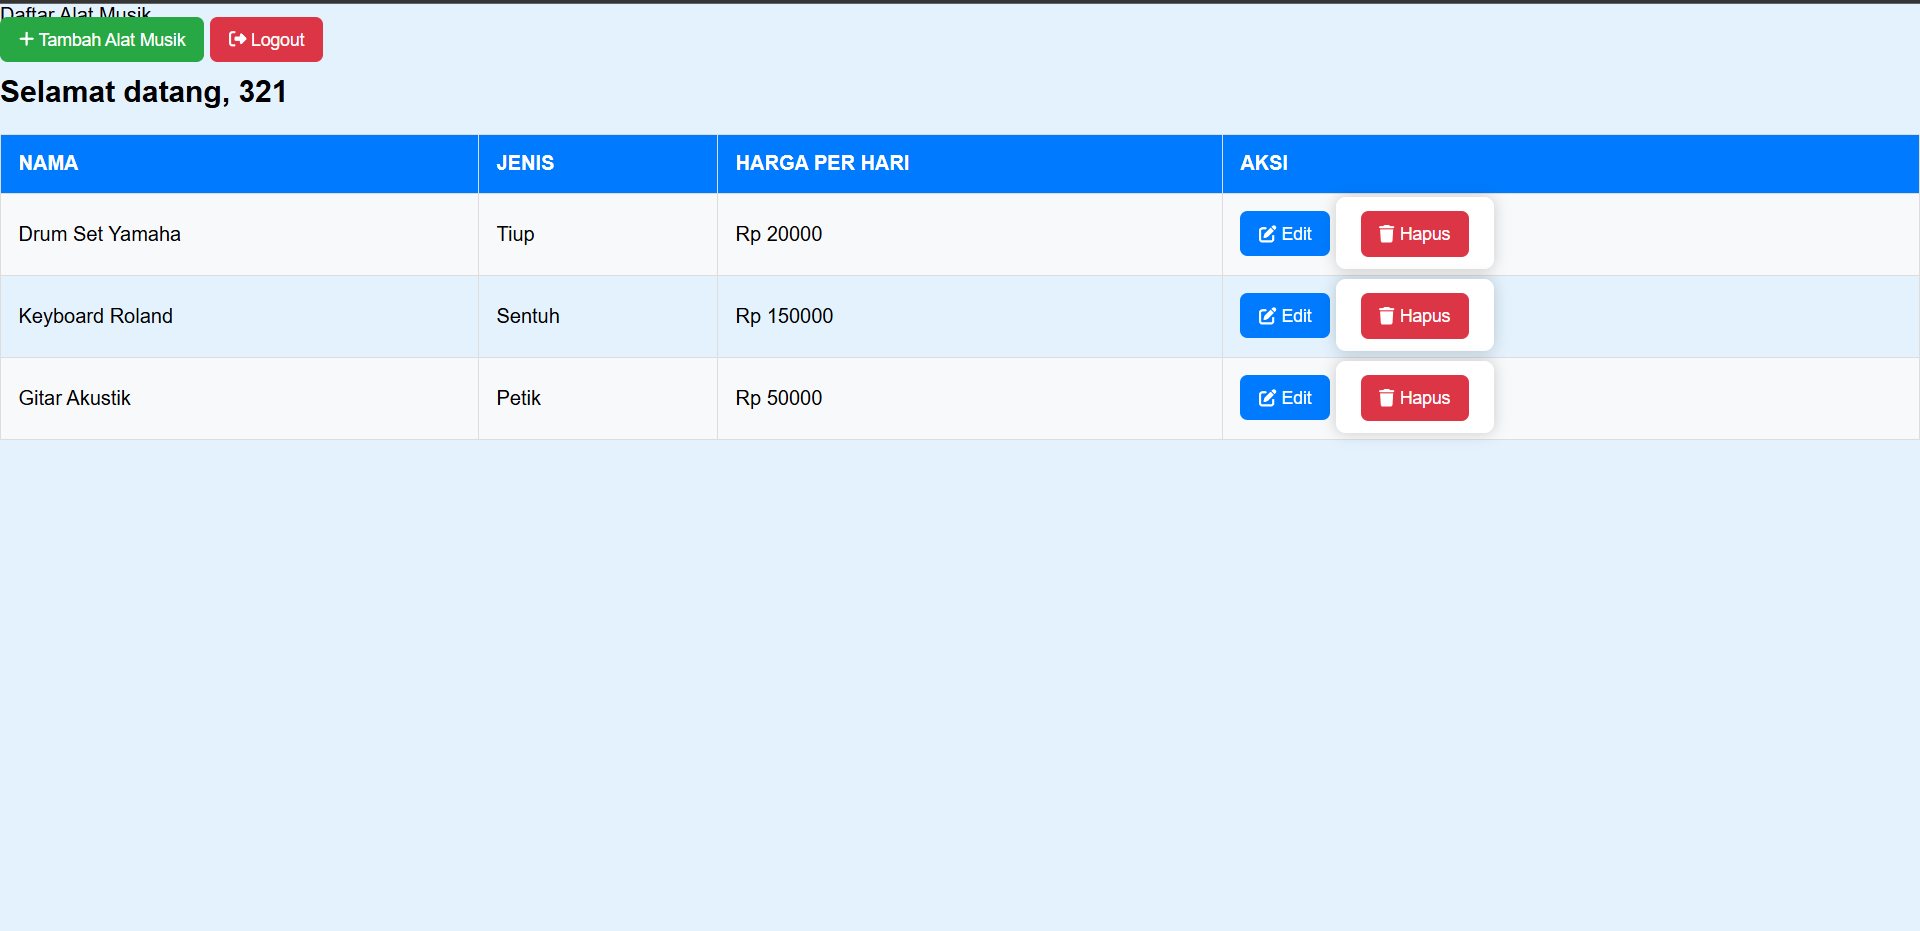 Daftar Alat Musik
Tambah Alat Musik Logout
Selamat datang, 321
NAMA JENIS HARGA PER HARI AKSI
Drum Set Yamaha Tiup Rp 20000 Edit Hapus
Keyboard Roland Sentuh Rp 150000 Edit Hapus
Gitar Akustik Petik Rp 50000 Edit Hapus